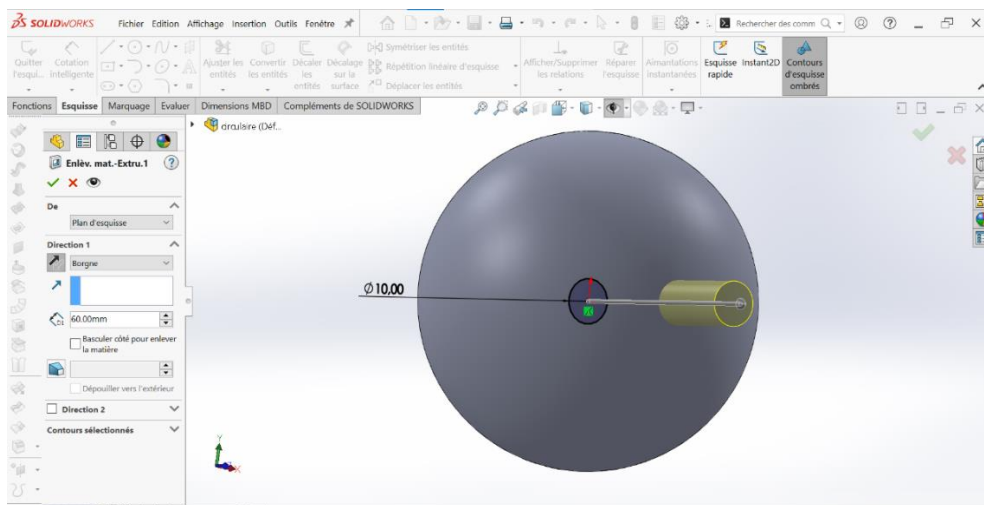 SOLIDWORKS Fichier Edition Affichage Insertion Outils Fenêtre Rechercher des comm
Quitter l'esqui... Cotation intelligente Ajuster les entités Convertir les entités Décaler les entités Décalage sur la surface Symétriser les entités Répétition linéaire d'esquisse Déplacer les entités Afficher/Supprimer les relations Réparer l'esquisse Aimantations instantanées Esquisse rapide Instant2D Contours d'esquisse ombrés
Fonctions Esquisse Marquage Evaluer Dimensions MBD Compléments de SOLIDWORKS
circulaire (Déf...
Enlèv. mat.-Extru.1
De
Plan d'esquisse
Direction 1
Borgne
Ø10,00
D1
60.00mm
Basculer côté pour enlever
la matière
Dépouiller vers l'extérieur
Direction 2
Contours sélectionnés
Y
X